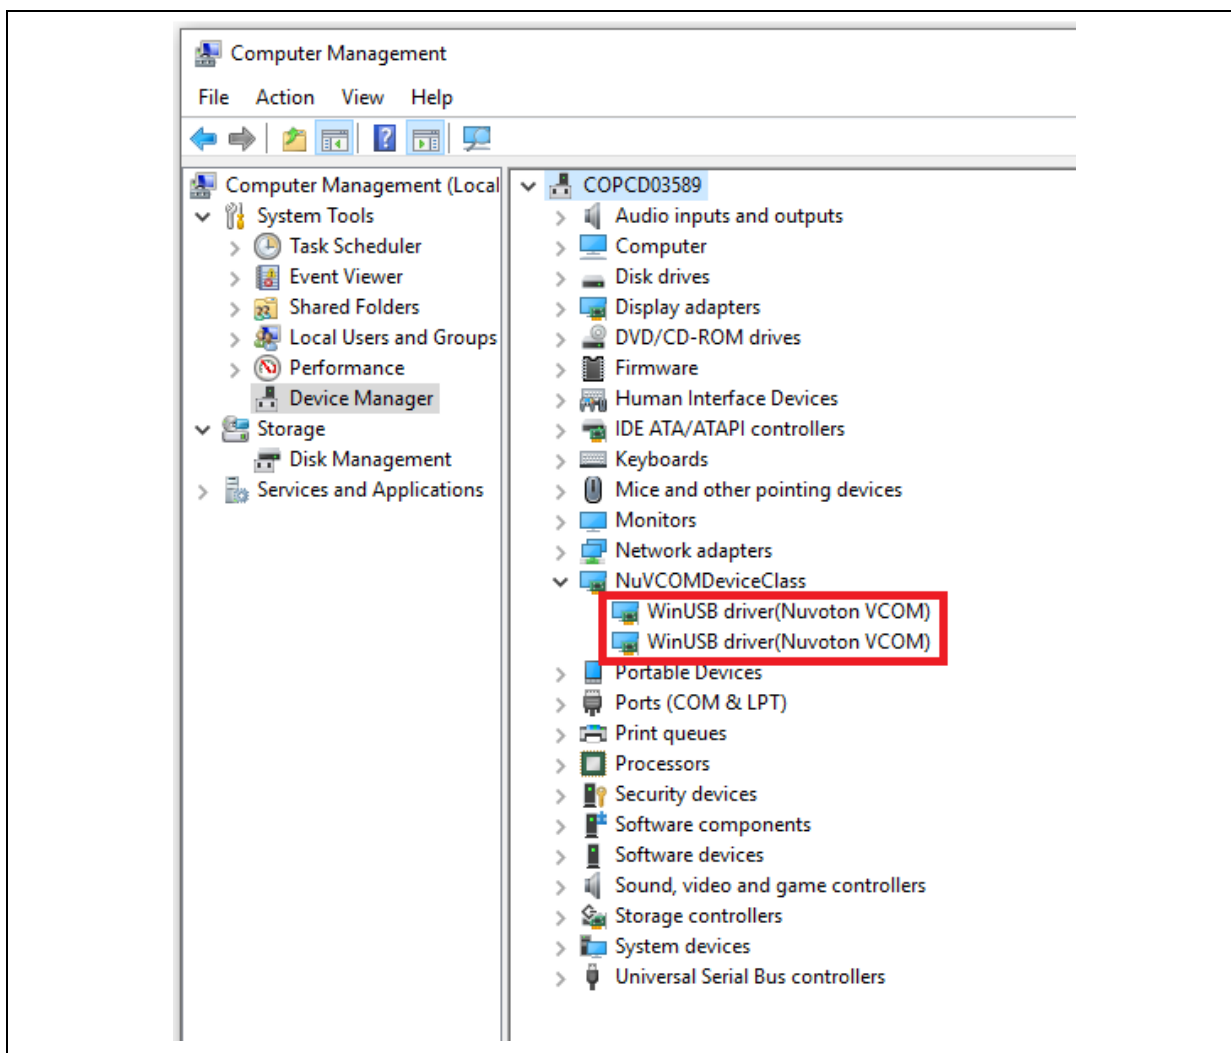 Computer Management
File Action View Help
Computer Management (Local
System Tools
Task Scheduler
Event Viewer
Shared Folders
Local Users and Groups
Performance
Device Manager
Storage
Disk Management
Services and Applications
COPCD03589
Audio inputs and outputs
Computer
Disk drives
Display adapters
DVD/CD-ROM drives
Firmware
Human Interface Devices
IDE ATA/ATAPI controllers
Keyboards
Mice and other pointing devices
Monitors
Network adapters
NuVCOMDeviceClass
WinUSB driver(Nuvoton VCOM)
WinUSB driver(Nuvoton VCOM)
Portable Devices
Ports (COM & LPT)
Print queues
Processors
Security devices
Software components
Software devices
Sound, video and game controllers
Storage controllers
System devices
Universal Serial Bus controllers